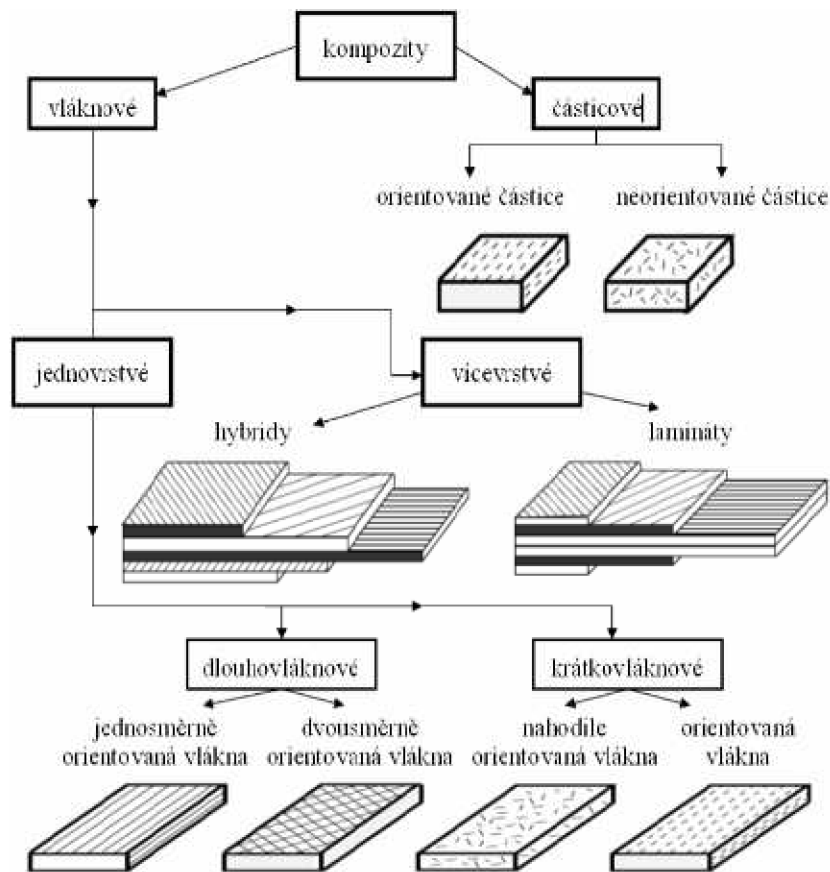 kompozity
vláknové
částicové
orientované částice
neorientované částice
jednovrstvé
vícevrstvé
hybridy
lamináty
dlouhovláknové
krátkovláknové
jednosměrně
orientovaná vlákna
dvousměrně
orientovaná vlákna
nahodile
orientovaná vlákna
orientovaná
vlákna